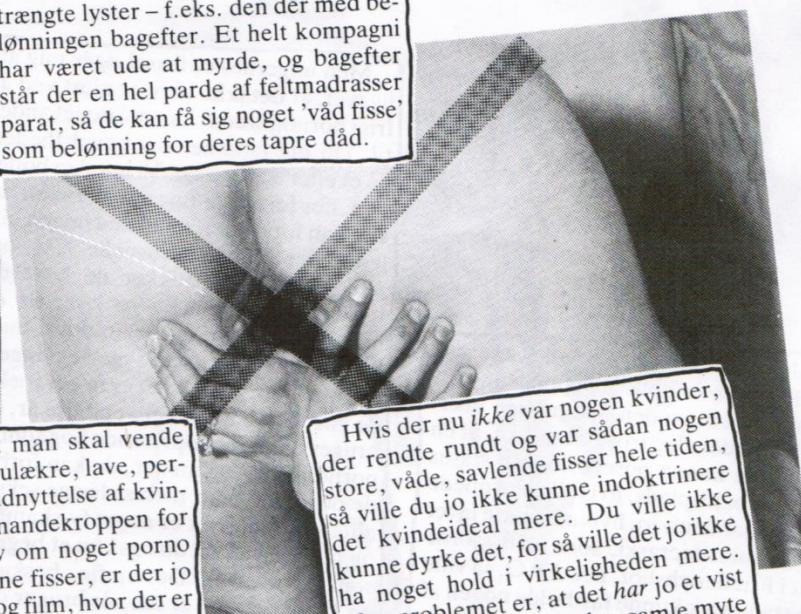 trængte lyster – f.eks. den der med be-
lønningen bagefter. Et helt kompagni
har været ude at myrde, og bagefter
står der en hel parde af feltmadrasser
parat, så de kan få sig noget 'våd fisse'
som belønning for deres tapre dåd.
man skal vende
ulækre, lave, per-
dnyttelse af kvin-
mandekroppen for
om noget porno
ne fisser, er der jo
og film, hvor der er
Hvis der nu ikke var nogen kvinder,
der rendte rundt og var sådan nogen
store, våde, savlende fisser hele tiden,
så ville du jo ikke kunne indoktrinere
det kvindeideal mere. Du ville ikke
kunne dyrke det, for så ville det jo ikke
ha noget hold i virkeligheden mere.
problemet er, at det har jo et vist
samle myte